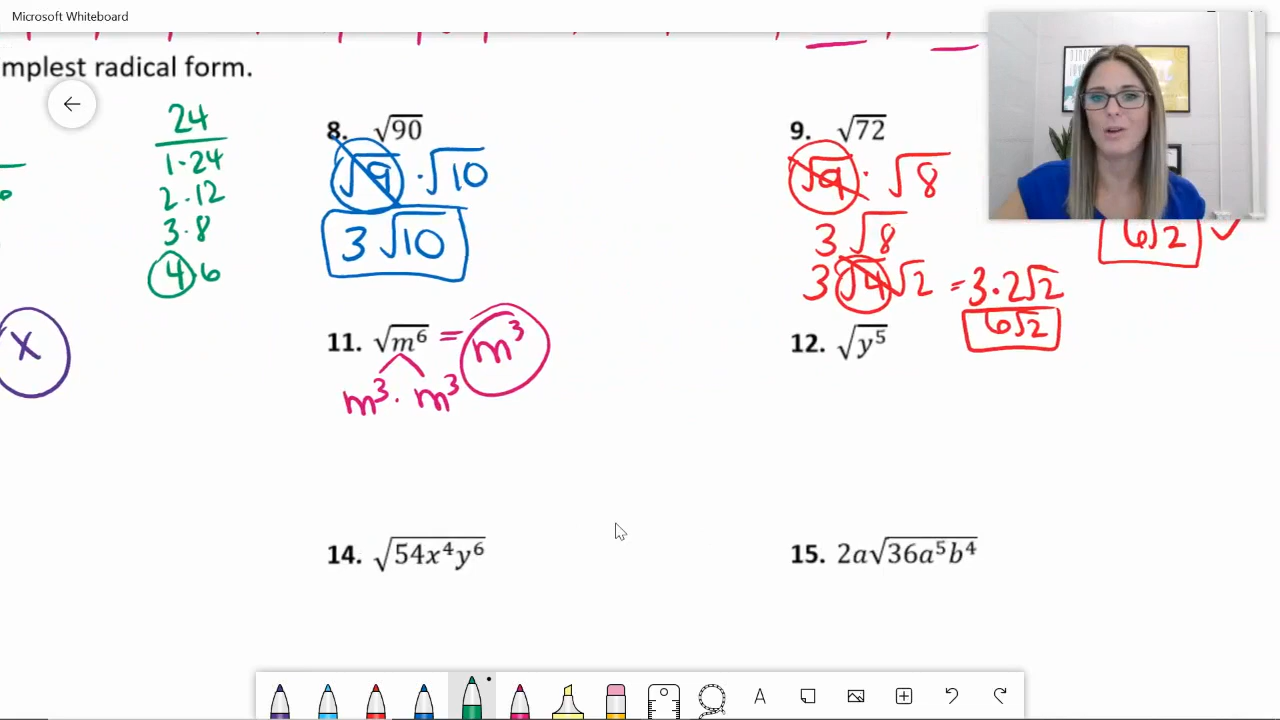 Microsoft Whiteboard
mplest radical form.
24
1·24
2·12
3·8
4 6
8. √90
√9 · √10
3√10
9. √72
√9 · √8
3√8
3√4√2 = 3·2√2
6√2
6√2 ✓
x
11. √m⁶ = m³
m³ · m³
12. √y⁵
14. √54x⁴y⁶
15. 2a√36a⁵b⁴
A